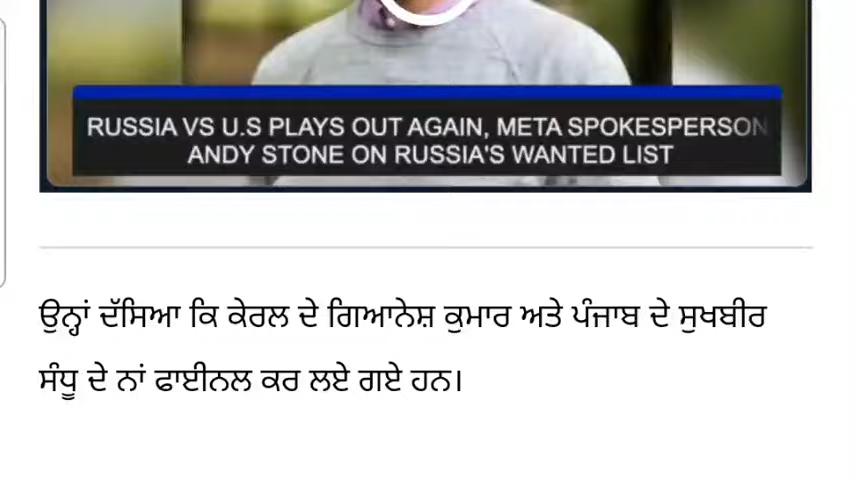 RUSSIA VS U.S PLAYS OUT AGAIN, META SPOKESPERSON
ANDY STONE ON RUSSIA'S WANTED LIST
ਉਨ੍ਹਾਂ ਦੱਸਿਆ ਕਿ ਕੇਰਲ ਦੇ ਗਿਆਨੇਸ਼ ਕੁਮਾਰ ਅਤੇ ਪੰਜਾਬ ਦੇ ਸੁਖਬੀਰ
ਸੰਧੂ ਦੇ ਨਾਂ ਫਾਈਨਲ ਕਰ ਲਏ ਗਏ ਹਨ।